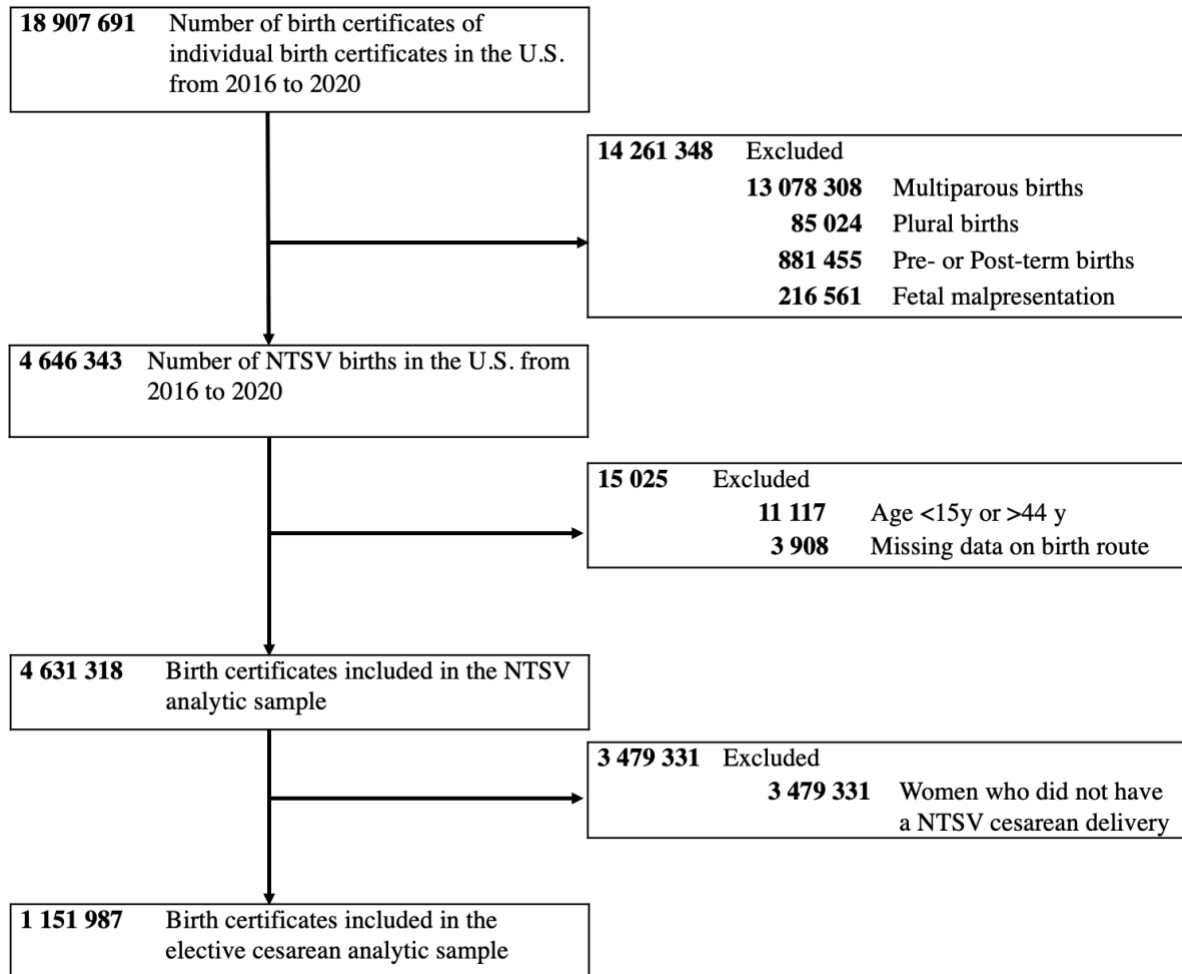 18 907 691 Number of birth certificates of
individual birth certificates in the U.S.
from 2016 to 2020
14 261 348 Excluded
13 078 308 Multiparous births
85 024 Plural births
881 455 Pre- or Post-term births
216 561 Fetal malpresentation
4 646 343 Number of NTSV births in the U.S. from
2016 to 2020
15 025 Excluded
11 117 Age <15y or >44 y
3 908 Missing data on birth route
4 631 318 Birth certificates included in the NTSV
analytic sample
3 479 331 Excluded
3 479 331 Women who did not have
a NTSV cesarean delivery
1 151 987 Birth certificates included in the
elective cesarean analytic sample